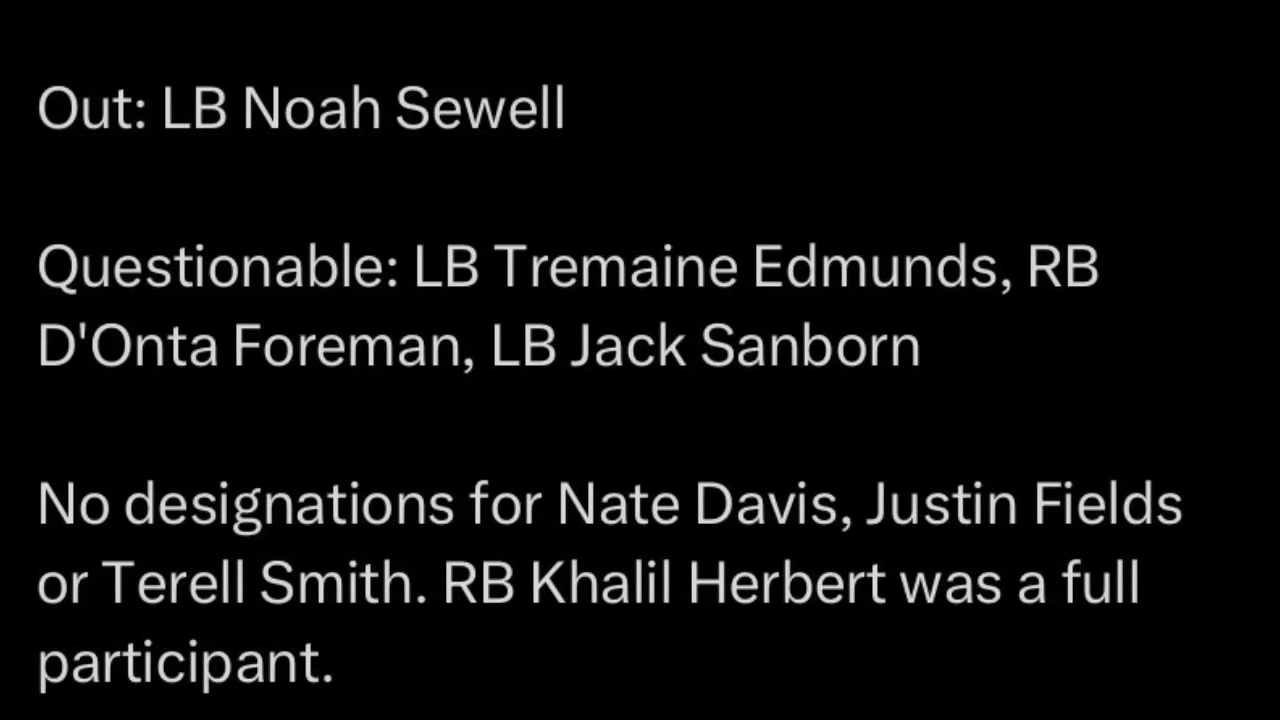 Out: LB Noah Sewell
Questionable: LB Tremaine Edmunds, RB
D'Onta Foreman, LB Jack Sanborn
No designations for Nate Davis, Justin Fields
or Terell Smith. RB Khalil Herbert was a full
participant.